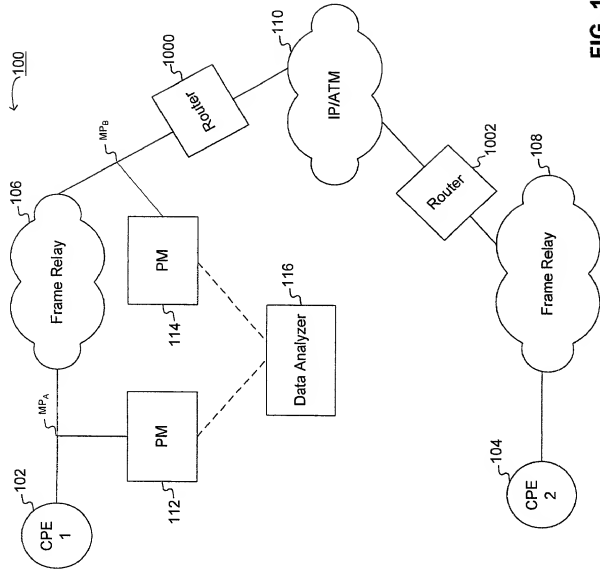 100
102
CPE
1
MPA
106
Frame Relay
MPB
1000
Router
110
IP/ATM
PM
112
PM
114
116
Data Analyzer
Router
1002
104
CPE
2
108
Frame Relay
FIG. 1